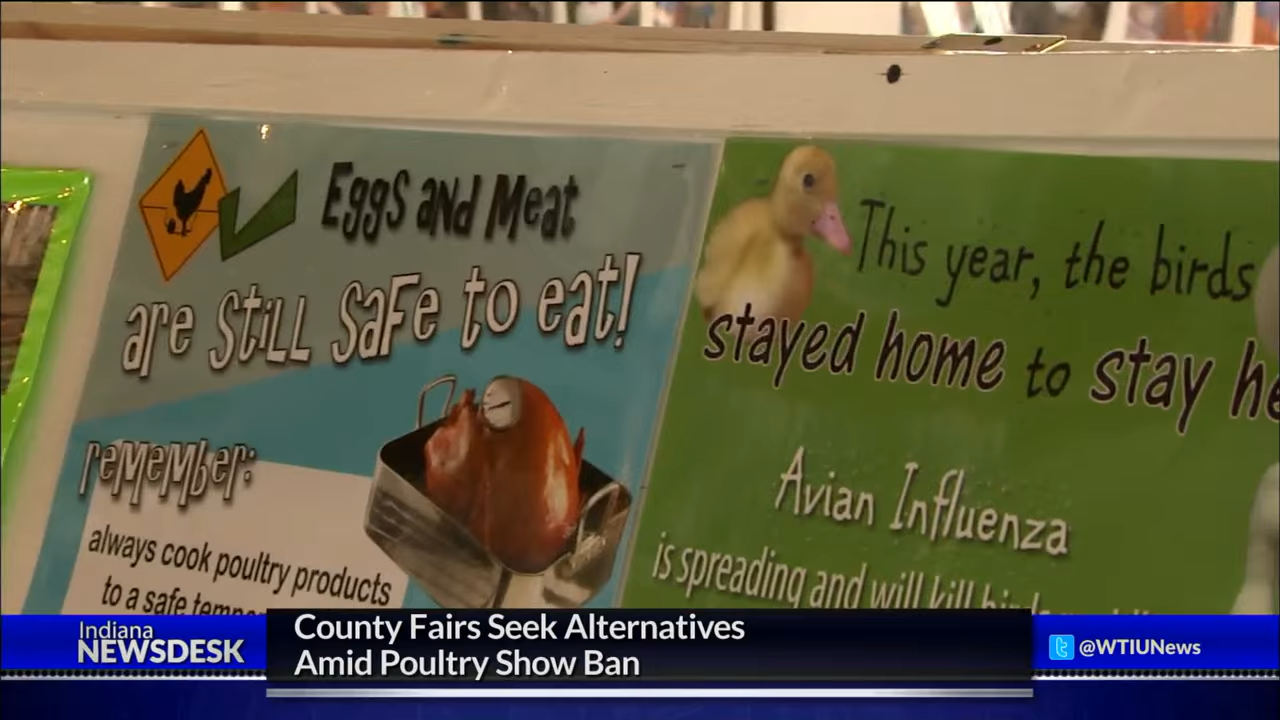 Eggs and Meat
are still safe to eat!
remember:
always cook poultry products
to a safe
This year, the birds
stayed home to stay
Avian Influenza
is spreading and will kill
Indiana
NEWSDESK
County Fairs Seek Alternatives
Amid Poultry Show Ban
@WTIUNews